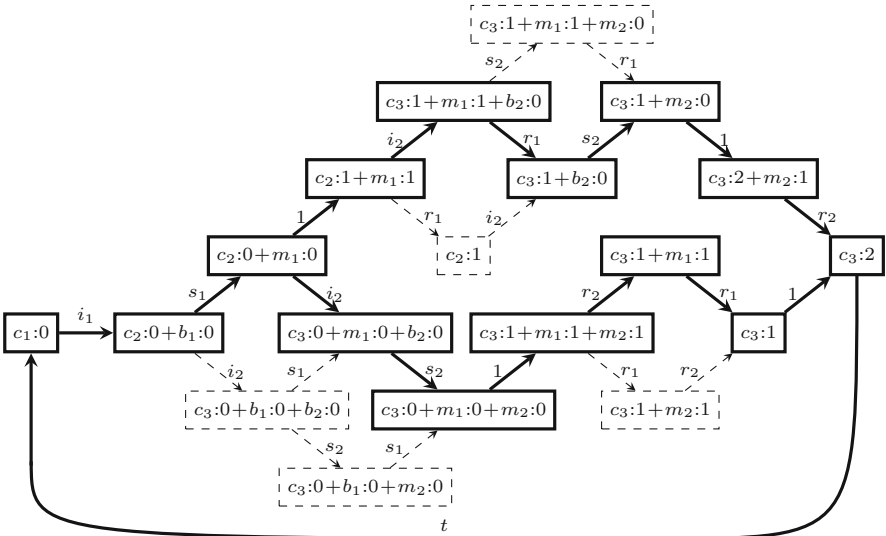 c₃:1+m₁:1+m₂:0
s₂ r₁
c₃:1+m₁:1+b₂:0 c₃:1+m₂:0
i₂ r₁ s₂ 1
c₂:1+m₁:1 c₃:1+b₂:0 c₃:2+m₂:1
1 r₁ i₂ r₂
c₂:0+m₁:0 c₂:1 c₃:1+m₁:1 c₃:2
i₁ s₁ i₂ r₂ r₁ 1
c₁:0 c₂:0+b₁:0 c₃:0+m₁:0+b₂:0 c₃:1+m₁:1+m₂:1 c₃:1
i₂ s₁ s₂ 1 r₁ r₂
c₃:0+b₁:0+b₂:0 c₃:0+m₁:0+m₂:0 c₃:1+m₂:1
s₂ s₁
c₃:0+b₁:0+m₂:0
t